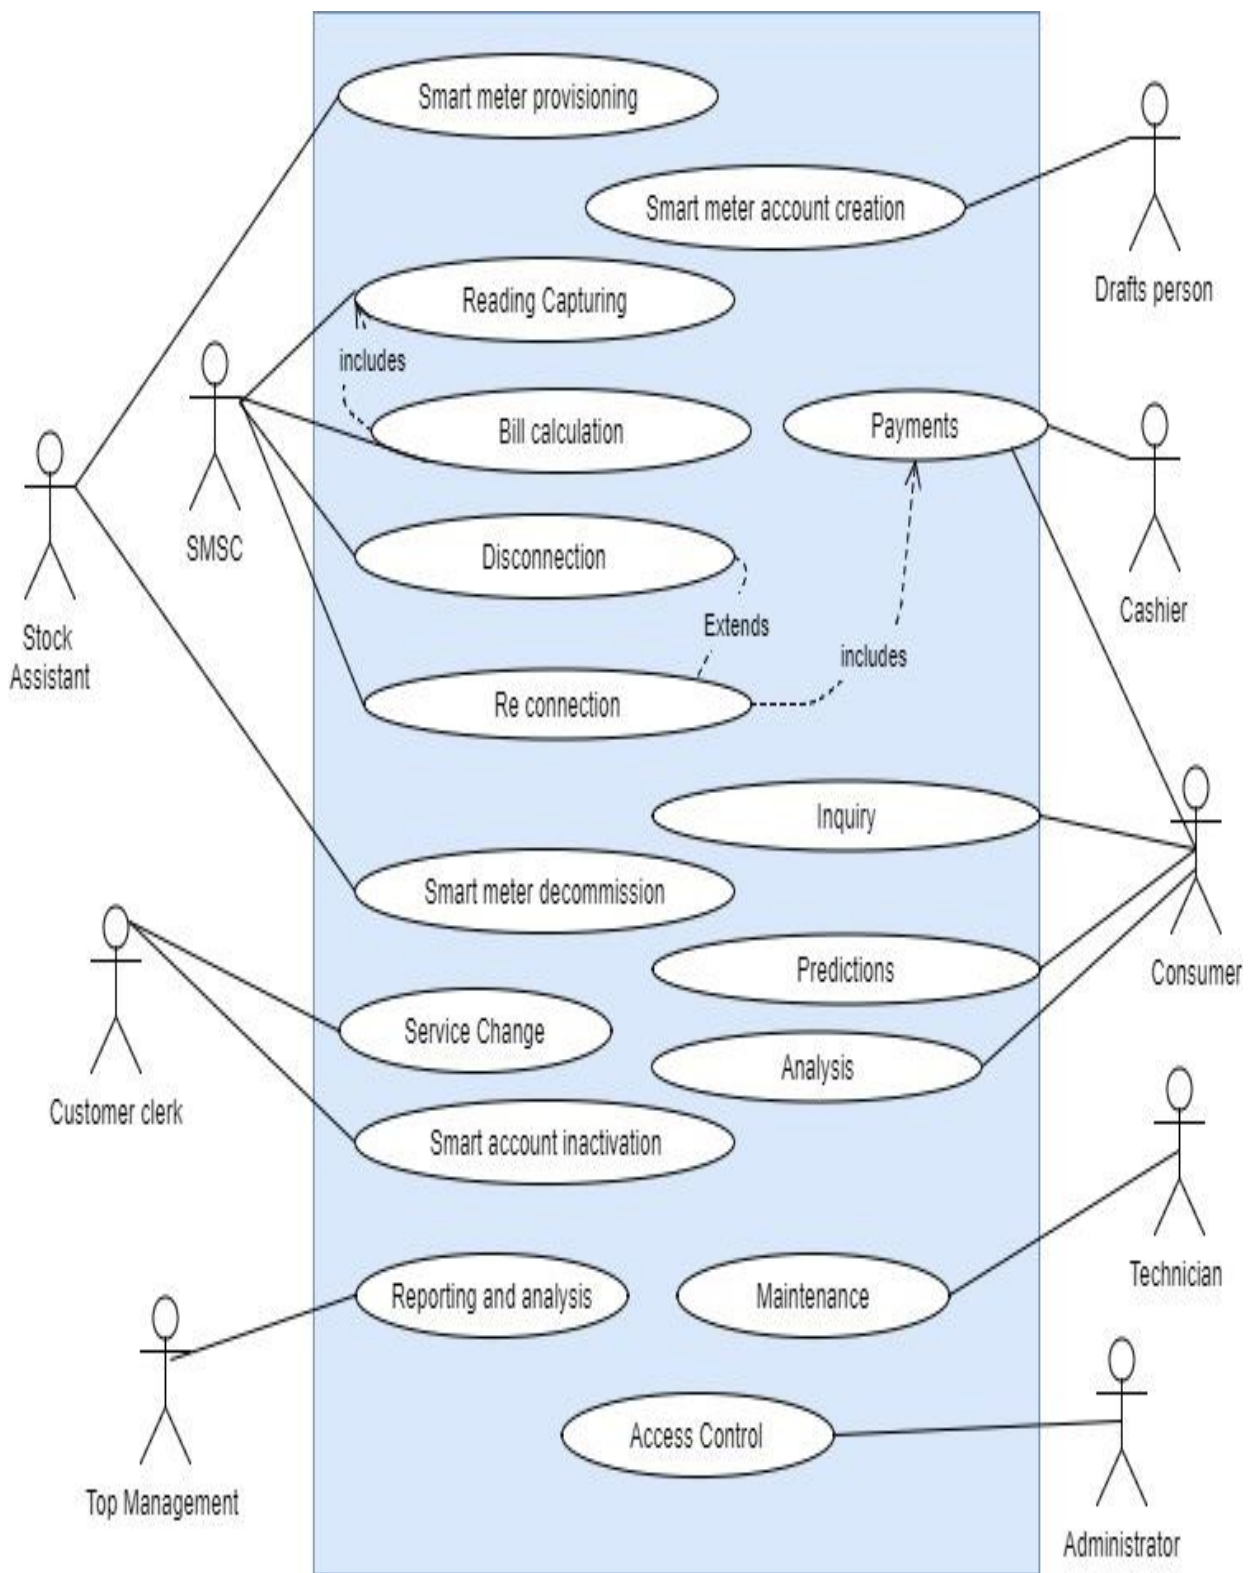 Smart meter provisioning
Smart meter account creation
Drafts person
Reading Capturing
includes
Bill calculation
Payments
SMSC
Disconnection
Cashier
Stock
Assistant
Extends
includes
Re connection
Inquiry
Smart meter decommission
Predictions
Consumer
Service Change
Analysis
Customer clerk
Smart account inactivation
Technician
Reporting and analysis
Maintenance
Access Control
Top Management
Administrator